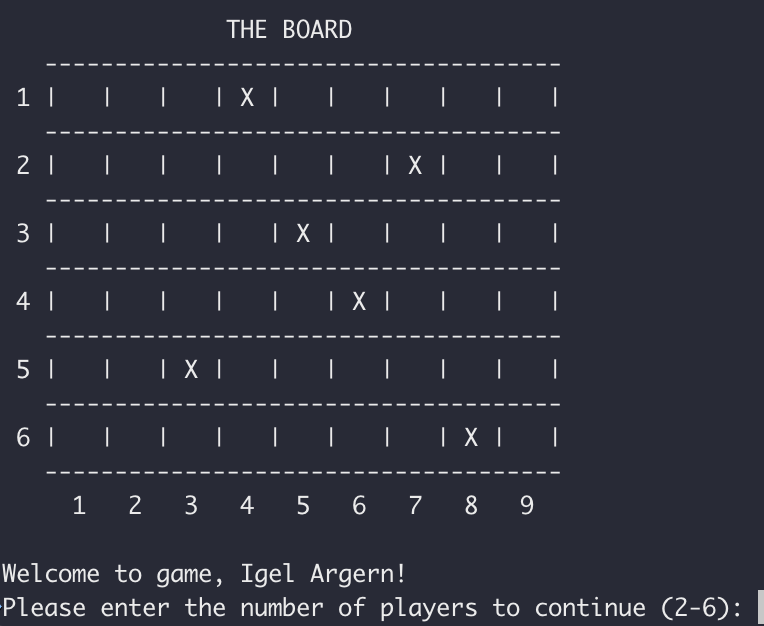 THE BOARD
---------------------------------
1 |   |   |   | X |   |   |   |   |   |
---------------------------------
2 |   |   |   |   |   |   | X |   |   |
---------------------------------
3 |   |   |   |   | X |   |   |   |   |
---------------------------------
4 |   |   |   |   |   | X |   |   |   |
---------------------------------
5 |   |   | X |   |   |   |   |   |   |
---------------------------------
6 |   |   |   |   |   |   |   | X |   |
---------------------------------
1   2   3   4   5   6   7   8   9
Welcome to game, Igel Argern!
Please enter the number of players to continue (2-6):